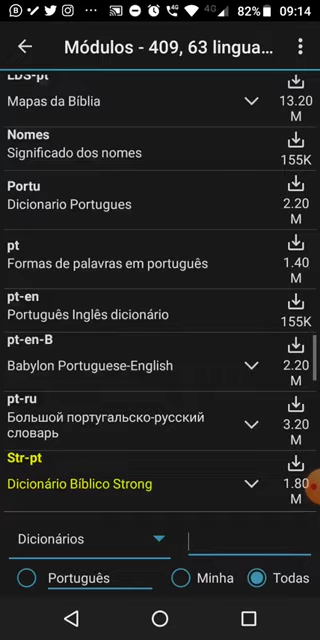 82% 09:14
Módulos - 409, 63 lingua...
LDS-pt
Mapas da Bíblia
13.20
M
Nomes
Significado dos nomes
155K
Portu
Dicionario Portugues
2.20
M
pt
Formas de palavras em português
1.40
M
pt-en
Português Inglês dicionário
155K
pt-en-B
Babylon Portuguese-English
2.20
M
pt-ru
Большой португальско-русский
словарь
3.20
M
Str-pt
Dicionário Bíblico Strong
1.80
M
Dicionários
Português Minha Todas